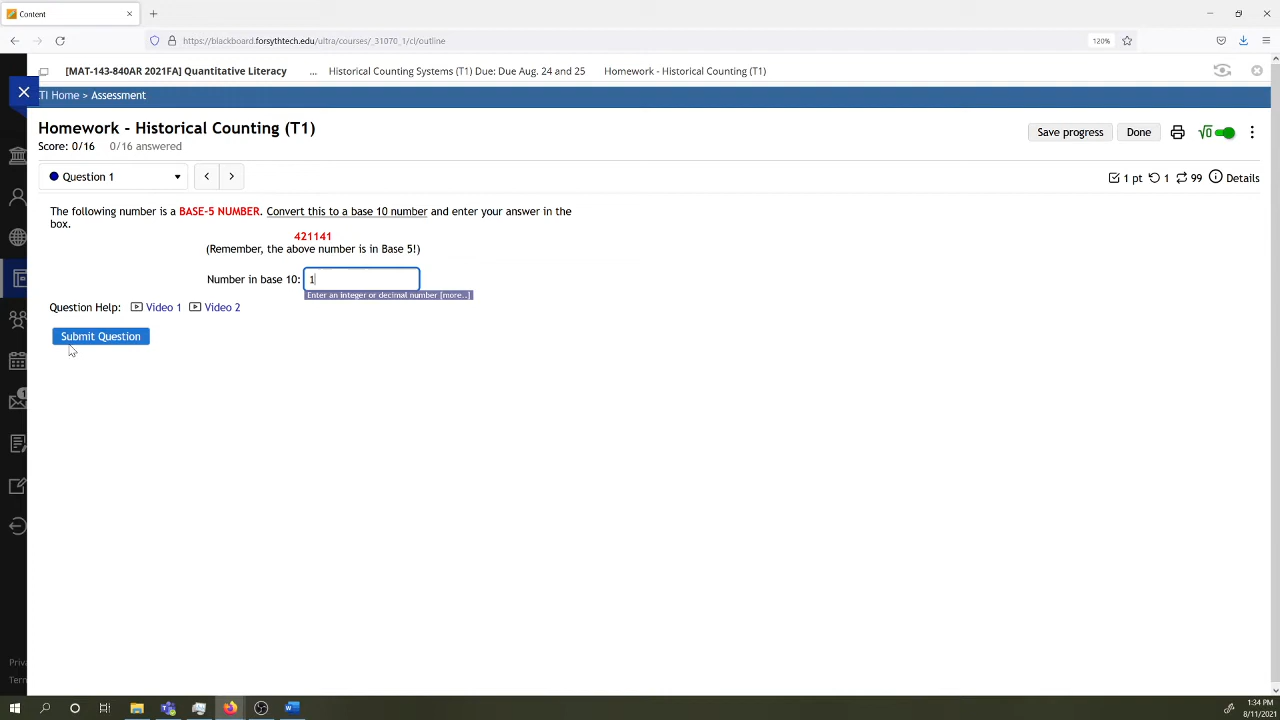 Content
https://blackboard.forsythtech.edu/ultra/courses/_31070_1/cl/outline
120%
[MAT-143-840AR 2021FA] Quantitative Literacy ... Historical Counting Systems (T1) Due: Due Aug. 24 and 25 Homework - Historical Counting (T1)
LTI Home > Assessment
Homework - Historical Counting (T1)
Score: 0/16 0/16 answered
Save progress Done √0
Question 1
1 pt 1 99 Details
The following number is a BASE-5 NUMBER. Convert this to a base 10 number and enter your answer in the
box.
421141
(Remember, the above number is in Base 5!)
Number in base 10: 1
Enter an integer or decimal number [more..]
Question Help: Video 1 Video 2
Submit Question
1
Priva
Term
1:34 PM
8/11/2021